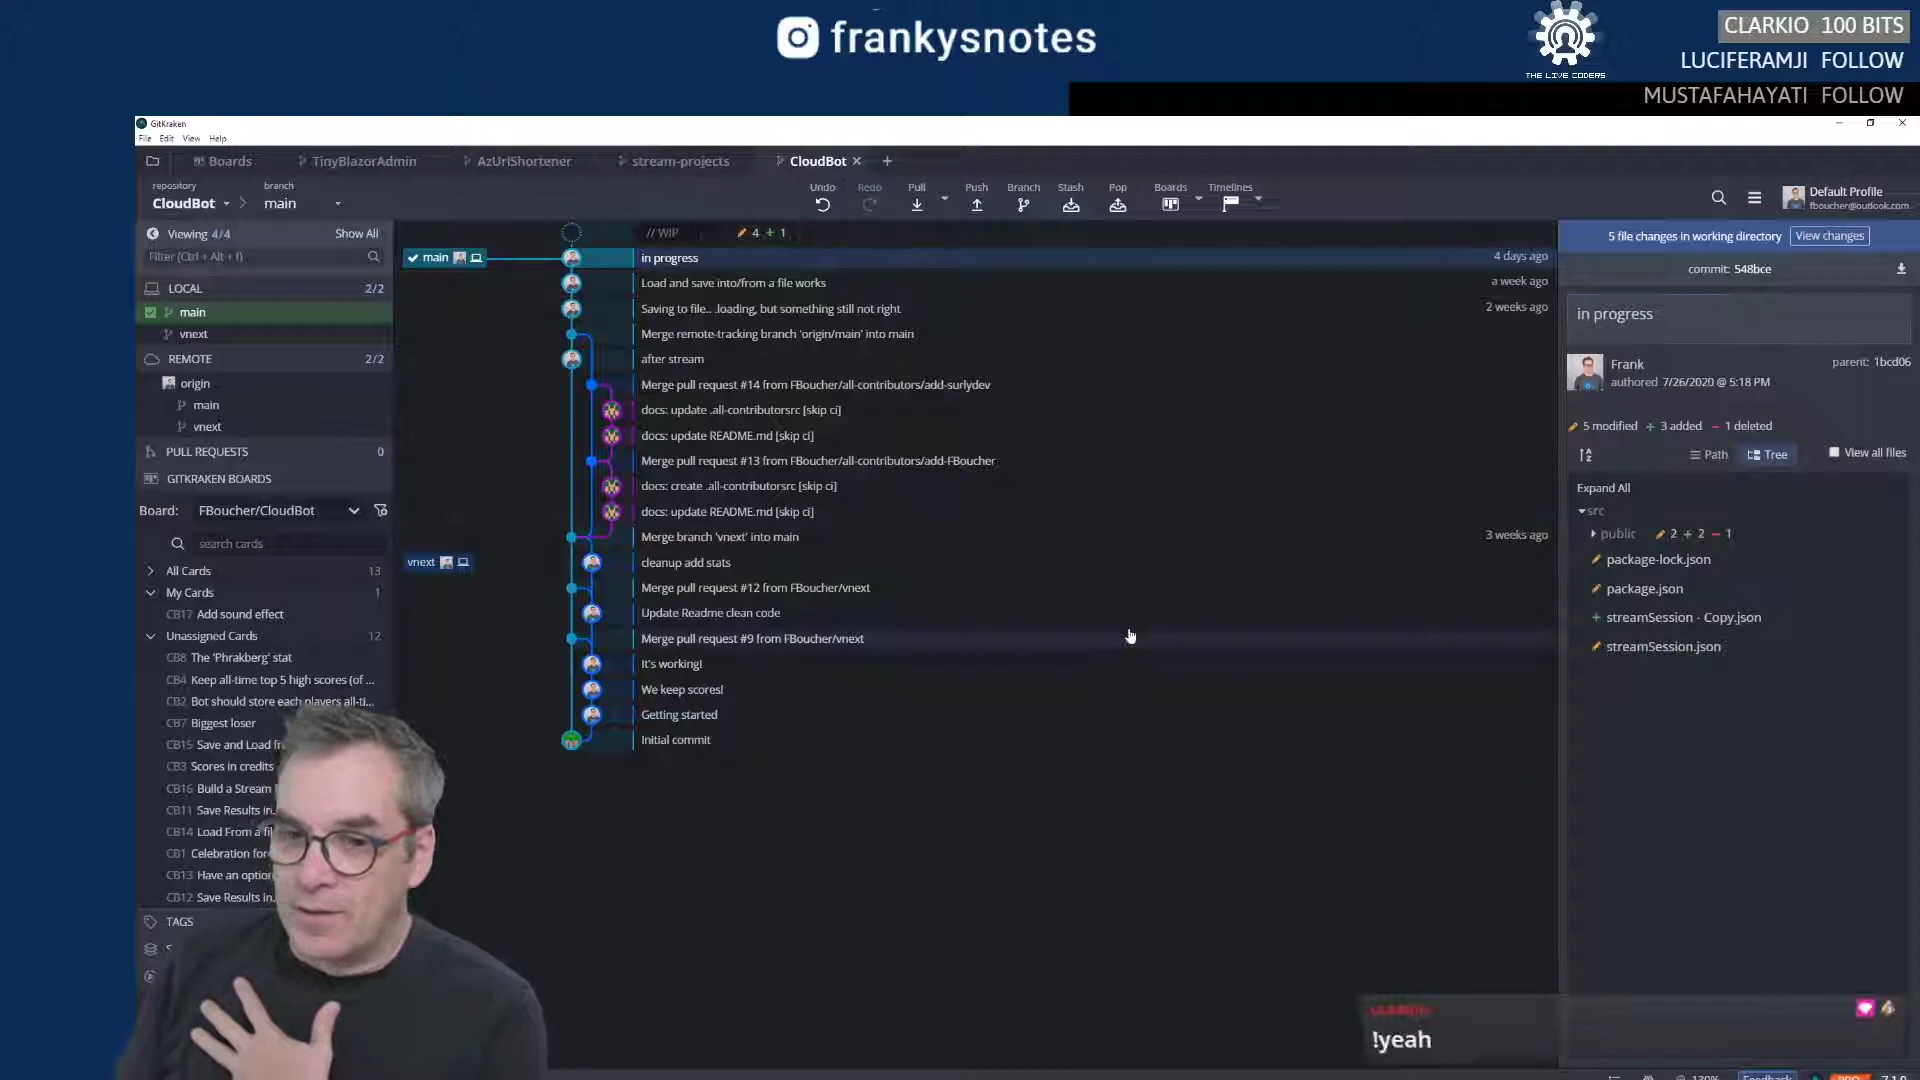 frankysnotes
THE LIVE CODERS
CLARKIO 100 BITS
LUCIFERAMJI FOLLOW
MUSTAFAHAYATI FOLLOW
GitKraken
File Edit View Help
Boards
TinyBlazorAdmin
AzUrlShortener
stream-projects
CloudBot
repository
CloudBot
branch
main
Undo
Redo
Pull
Push
Branch
Stash
Pop
Boards
Timelines
Default Profile
fboucher@outlook.com
Viewing 4/4
Show All
Filter (Ctrl + Alt + f)
LOCAL 2/2
main
vnext
REMOTE 2/2
origin
main
vnext
PULL REQUESTS 0
GITKRAKEN BOARDS
Board: FBoucher/CloudBot
search cards
All Cards 13
My Cards 1
CB17 Add sound effect
Unassigned Cards 12
CB8 The 'Phrakberg' stat
CB4 Keep all-time top 5 high scores (of ...
CB2 Bot should store each players all-ti...
CB7 Biggest loser
CB15 Save and Load
CB3 Scores in credits
CB16 Build a Stream
CB11 Save Results in
CB14 Load From a
CB1 Celebration for
CB13 Have an option
CB12 Save Results in
TAGS
// WIP 4 + 1
main
in progress 4 days ago
Load and save into/from a file works a week ago
Saving to file.. .loading, but something still not right 2 weeks ago
Merge remote-tracking branch 'origin/main' into main
after stream
Merge pull request #14 from FBoucher/all-contributors/add-surlydev
docs: update .all-contributorsrc [skip ci]
docs: update README.md [skip ci]
Merge pull request #13 from FBoucher/all-contributors/add-FBoucher
docs: create .all-contributorsrc [skip ci]
docs: update README.md [skip ci]
Merge branch 'vnext' into main 3 weeks ago
vnext
cleanup add stats
Merge pull request #12 from FBoucher/vnext
Update Readme clean code
Merge pull request #9 from FBoucher/vnext
It's working!
We keep scores!
Getting started
Initial commit
5 file changes in working directory
View changes
commit: 548bce
in progress
Frank
authored 7/26/2020 @ 5:18 PM
parent: 1bcd06
5 modified + 3 added - 1 deleted
Path
Tree
View all files
Expand All
src
public 2 + 2 - 1
package-lock.json
package.json
+ streamSession - Copy.json
streamSession.json
!yeah
130%
Feedback
PRO
7.1.0